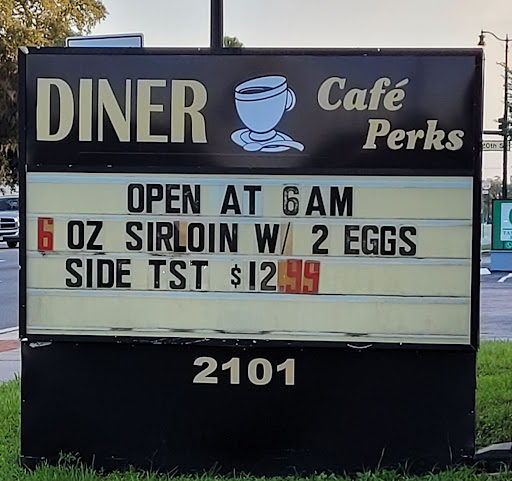 DINER Café Perks
OPEN AT 6AM
6 OZ SIRLOIN W/ 2 EGGS
SIDE TST $12.99
2101